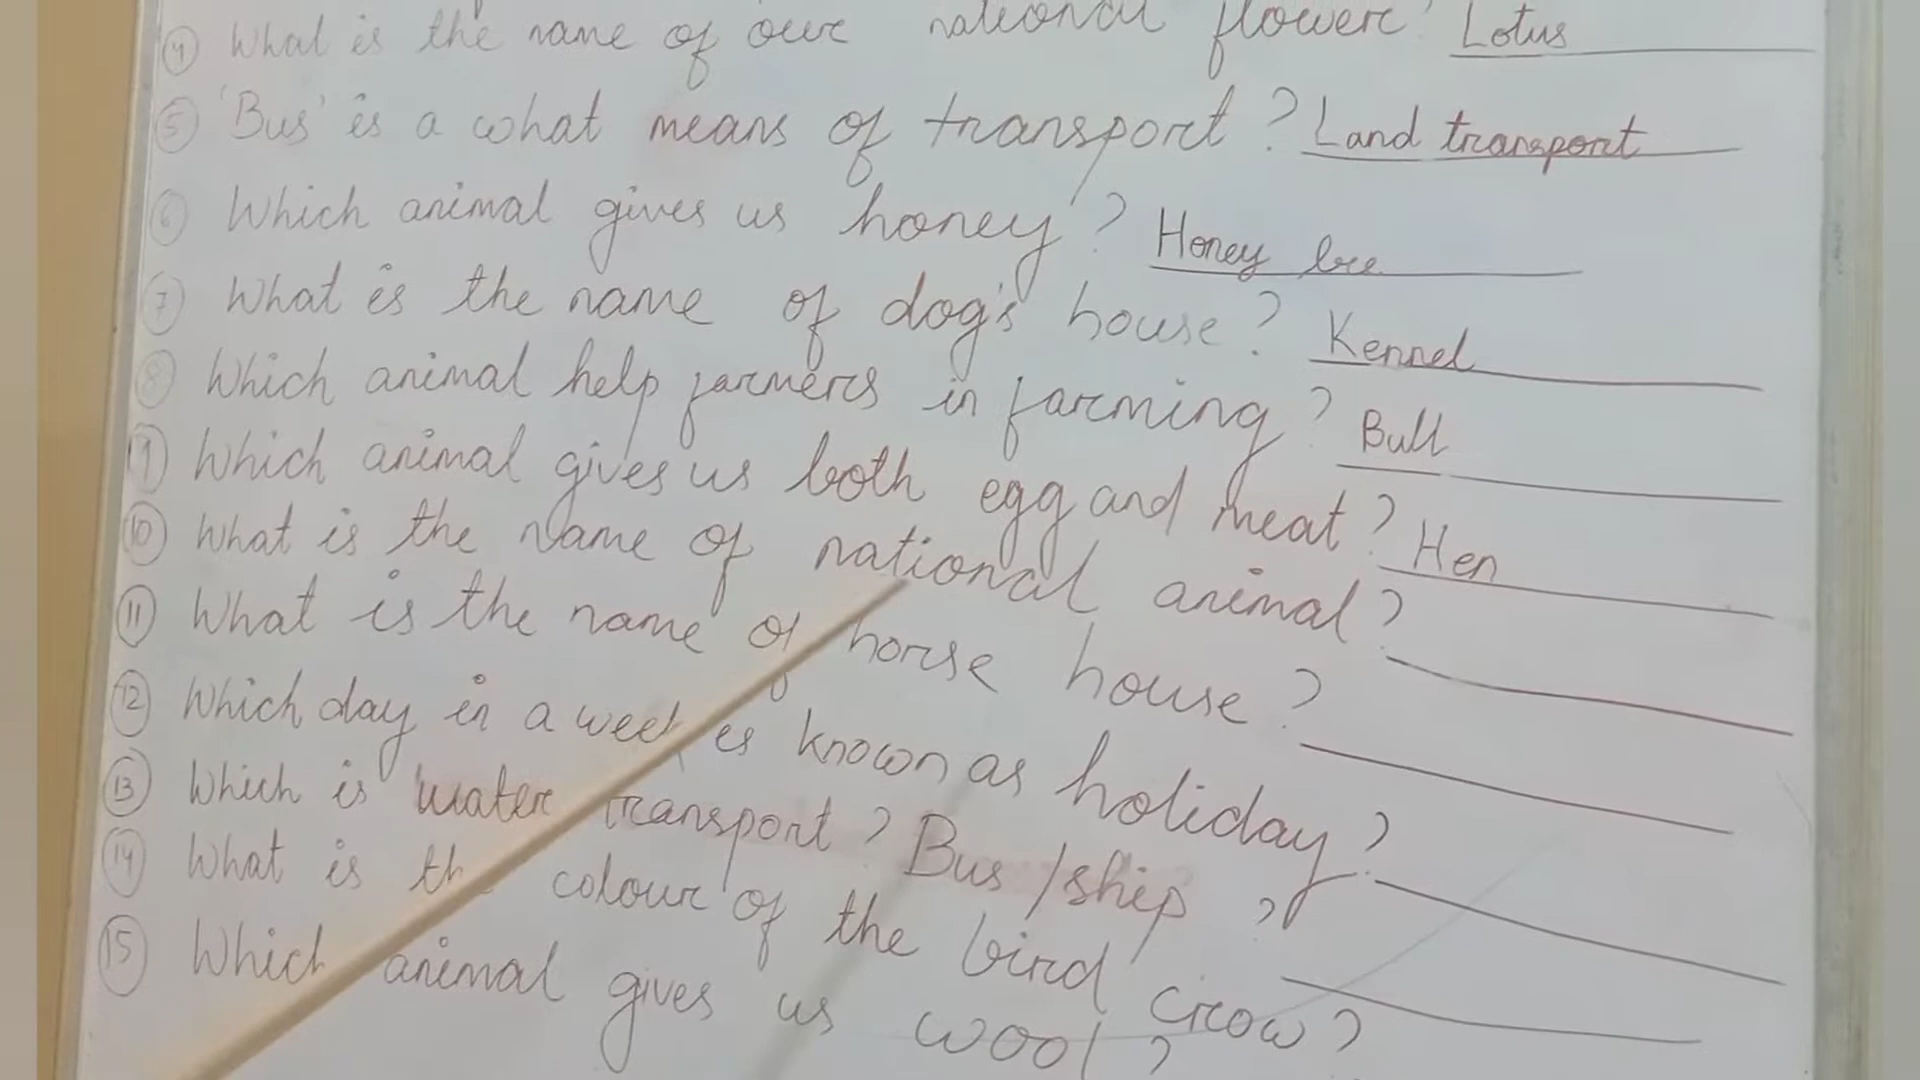 4 What is the name of our national flower? Lotus
5 'Bus' is a what means of transport? Land transport
6 Which animal gives us honey? Honey bee
7 What is the name of dog's house? Kennel
8 Which animal help farmers in farming? Bull
9 Which animal gives us both egg and meat? Hen
10 What is the name of national animal?
11 What is the name of horse house?
12 Which day in a week is known as holiday?
13 Which is water transport? Bus/ship?
14 What is the colour of the bird crow?
15 Which animal gives us wool?